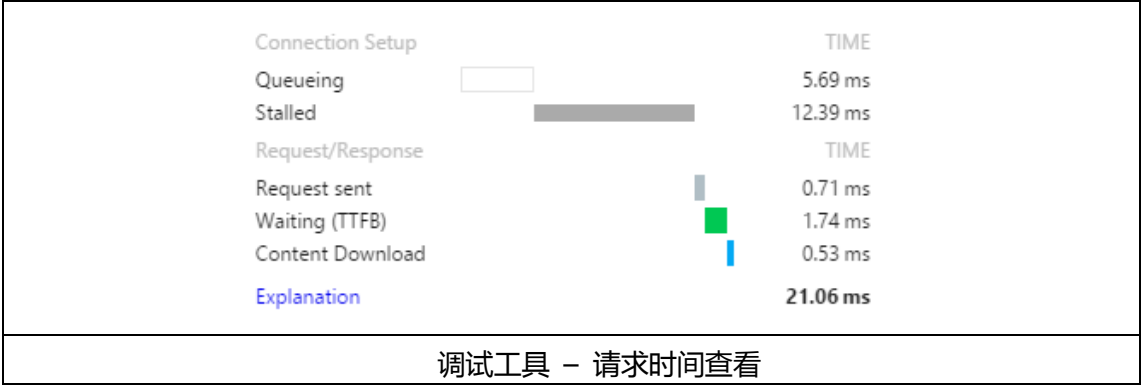 Connection Setup TIME
Queueing 5.69 ms
Stalled 12.39 ms
Request/Response TIME
Request sent 0.71 ms
Waiting (TTFB) 1.74 ms
Content Download 0.53 ms
Explanation 21.06 ms
调试工具 – 请求时间查看